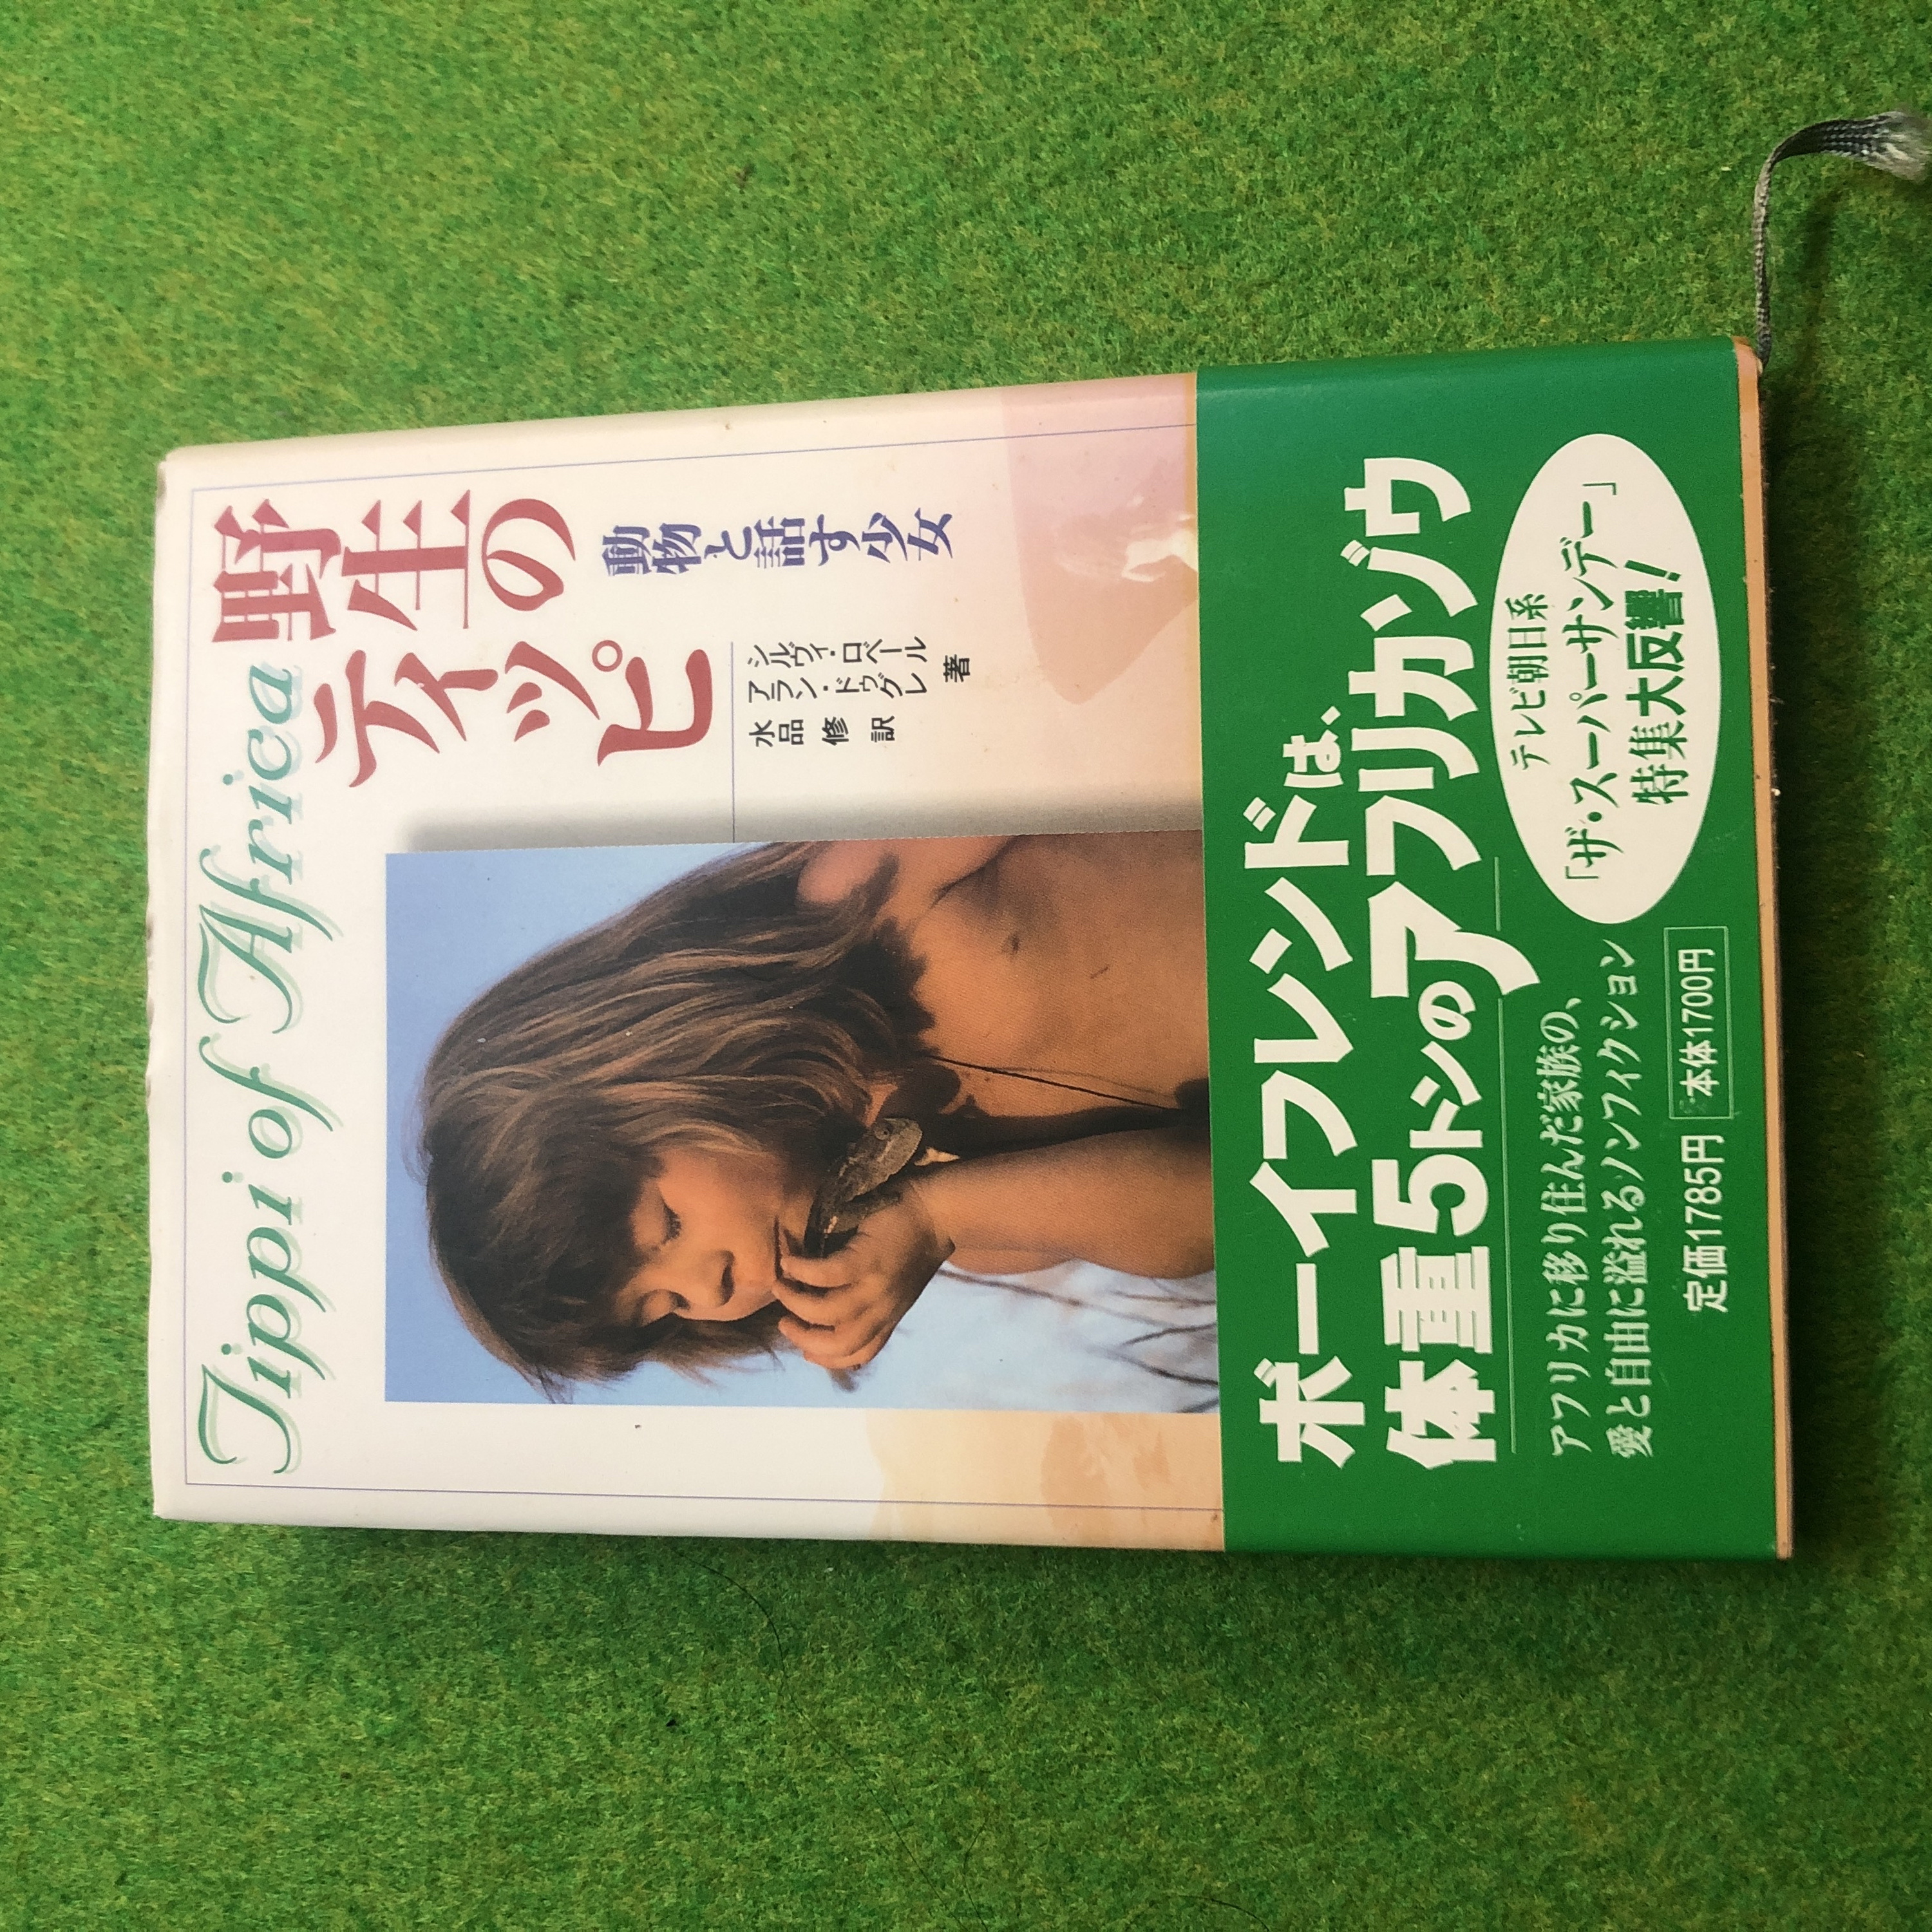 Tippi of Africa
野生の
ティッピ
動物と話す少女
シルヴィ・ロベール
アラン・ドゥグレ
著
水品 修 訳
ボーイフレンドは、
体重5トンのアフリカゾウ
テレビ朝日系
「ザ・スーパーサンデー」
特集大反響!
アフリカに移り住んだ家族の、
愛と自由に溢れるノンフィクション
定価1785円 本体1700円